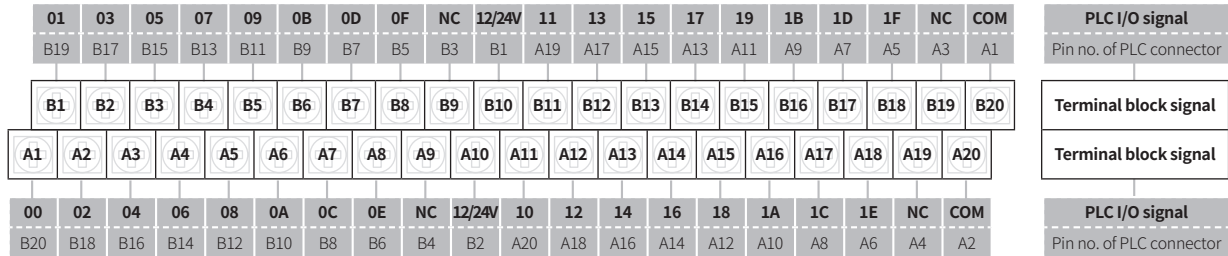 01 03 05 07 09 0B 0D 0F NC 12/24V 11 13 15 17 19 1B 1D 1F NC COM PLC I/O signal
B19 B17 B15 B13 B11 B9 B7 B5 B3 B1 A19 A17 A15 A13 A11 A9 A7 A5 A3 A1 Pin no. of PLC connector
B1 B2 B3 B4 B5 B6 B7 B8 B9 B10 B11 B12 B13 B14 B15 B16 B17 B18 B19 B20 Terminal block signal
A1 A2 A3 A4 A5 A6 A7 A8 A9 A10 A11 A12 A13 A14 A15 A16 A17 A18 A19 A20 Terminal block signal
00 02 04 06 08 0A 0C 0E NC 12/24V 10 12 14 16 18 1A 1C 1E NC COM PLC I/O signal
B20 B18 B16 B14 B12 B10 B8 B6 B4 B2 A20 A18 A16 A14 A12 A10 A8 A6 A4 A2 Pin no. of PLC connector